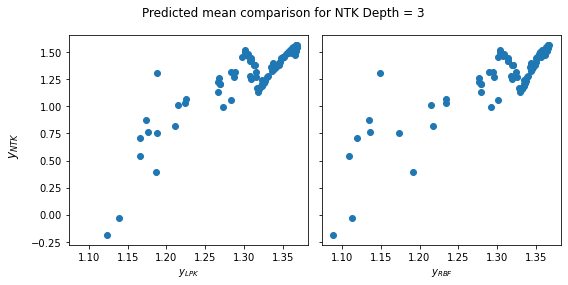 Predicted mean comparison for NTK Depth = 3
1.50
1.25
1.00
0.75
0.50
0.25
0.00
−0.25
y_NTK
1.10 1.15 1.20 1.25 1.30 1.35
1.10 1.15 1.20 1.25 1.30 1.35
y_LPK
y_RBF